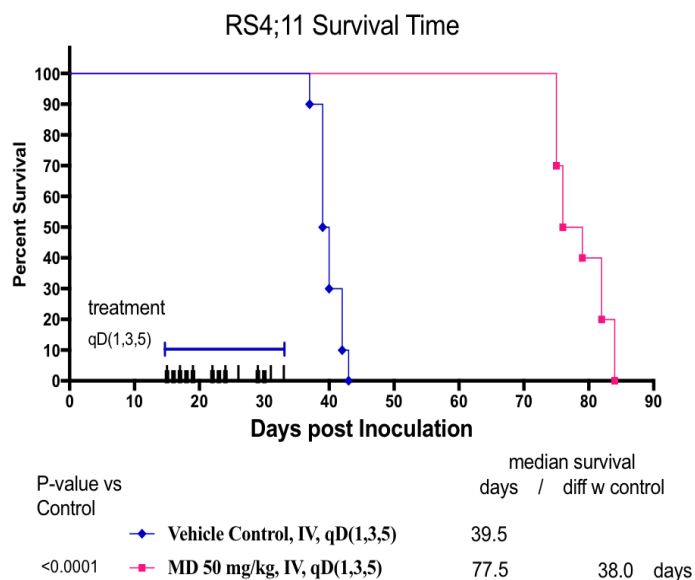 RS4;11 Survival Time
Percent Survival
100
90
80
70
60
50
40
30
20
10
0
treatment
qD(1,3,5)
0 10 20 30 40 50 60 70 80 90
Days post Inoculation
median survival
P-value vs days / diff w control
Control
Vehicle Control, IV, qD(1,3,5) 39.5
<0.0001 MD 50 mg/kg, IV, qD(1,3,5) 77.5 38.0 days